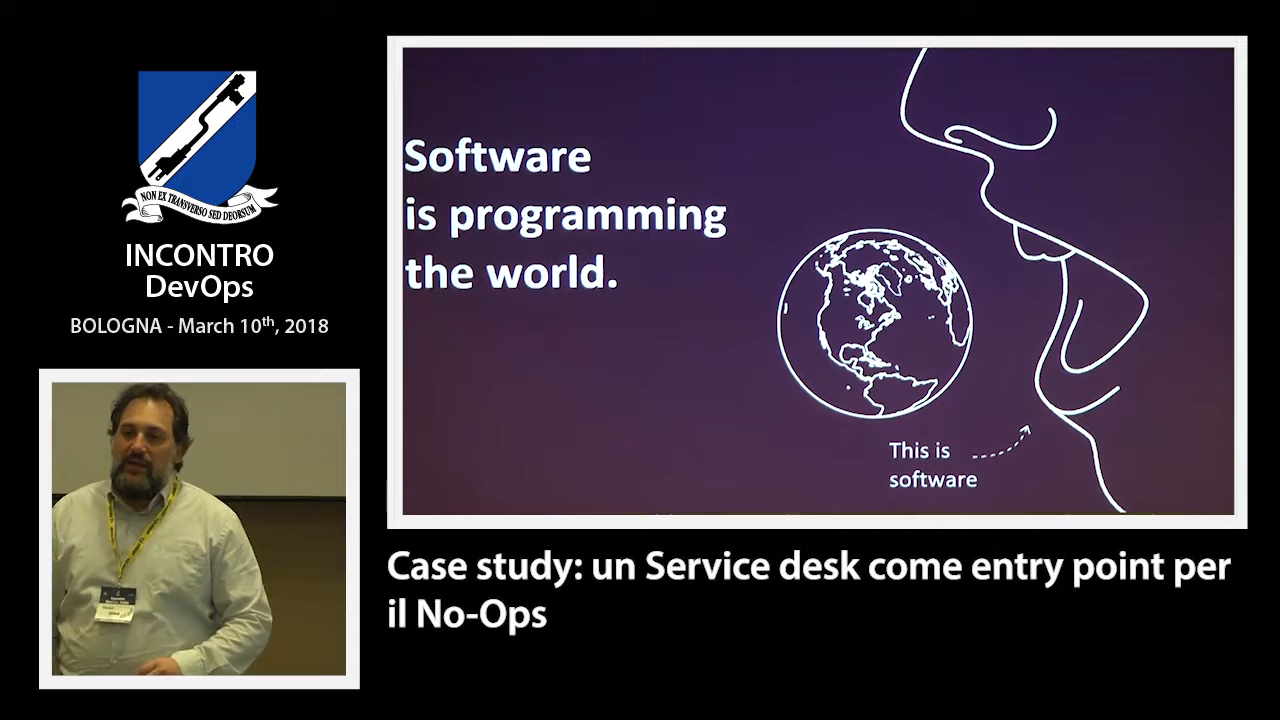 NON EX TRANSVERSO SED DEORSUM
INCONTRO
DevOps
BOLOGNA - March 10th, 2018
Software
is programming
the world.
This is
software
Case study: un Service desk come entry point per
il No-Ops